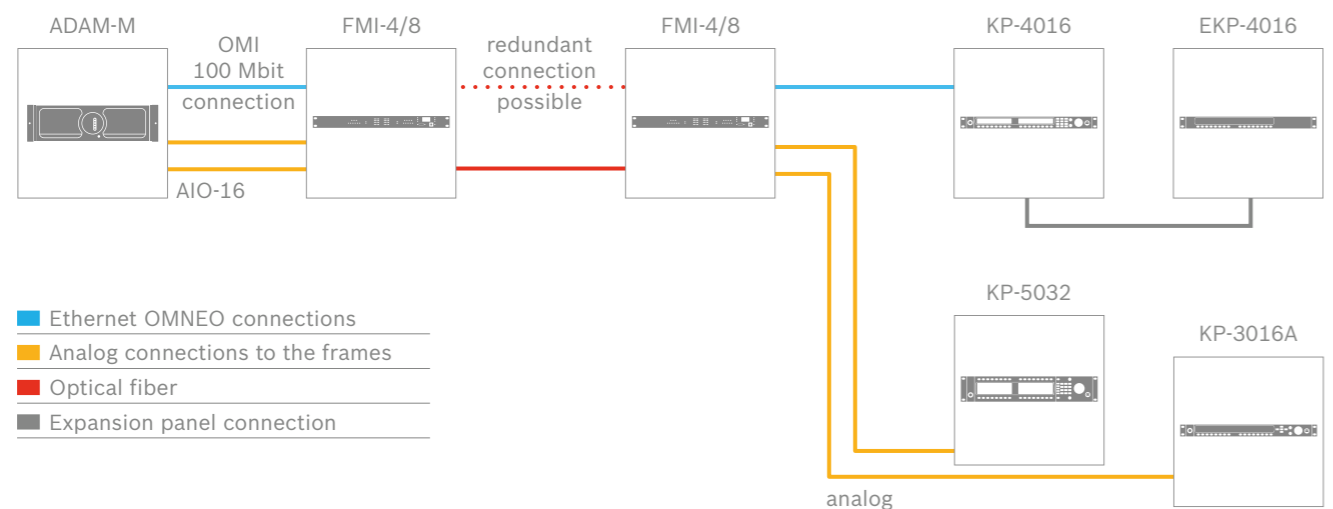 ADAM-M
FMI-4/8
FMI-4/8
KP-4016
EKP-4016
OMI
100 Mbit
connection
redundant
connection
possible
AIO-16
KP-5032
KP-3016A
Ethernet OMNEO connections
Analog connections to the frames
Optical fiber
Expansion panel connection
analog